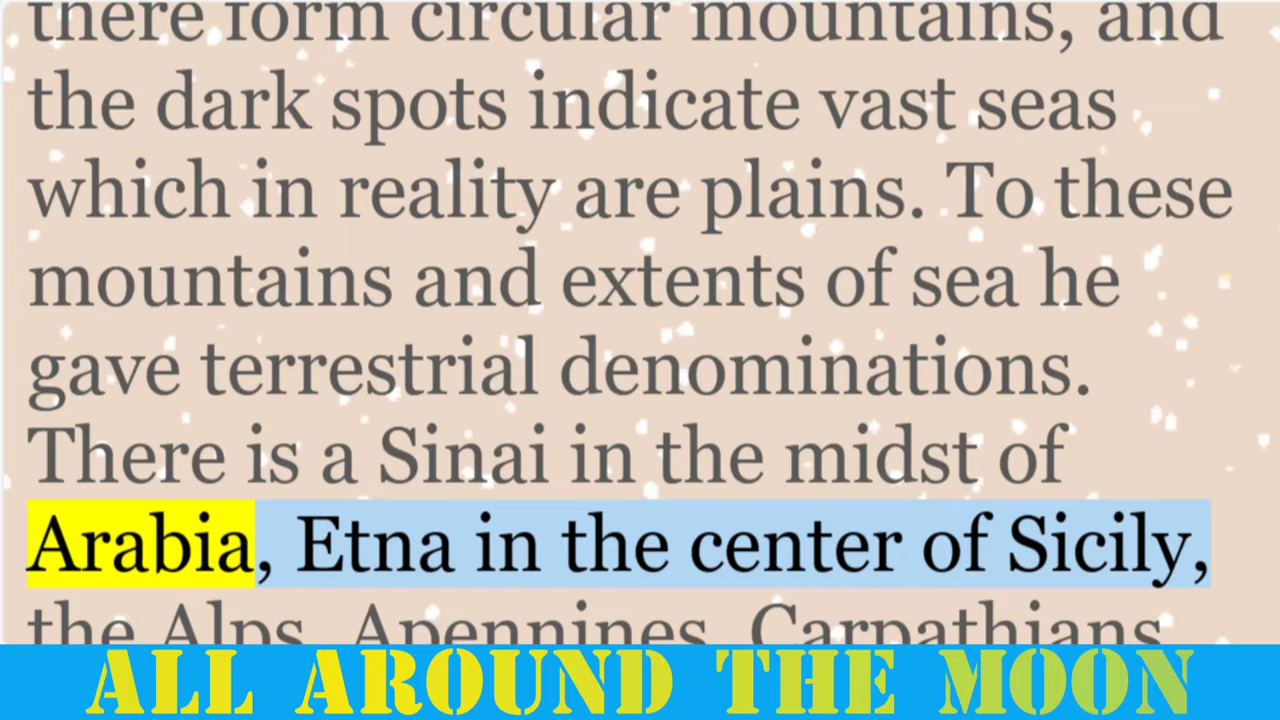 there form circular mountains, and
the dark spots indicate vast seas
which in reality are plains. To these
mountains and extents of sea he
gave terrestrial denominations.
There is a Sinai in the midst of
Arabia, Etna in the center of Sicily,
the Alps, Apennines, Carpathians
ALL AROUND THE MOON